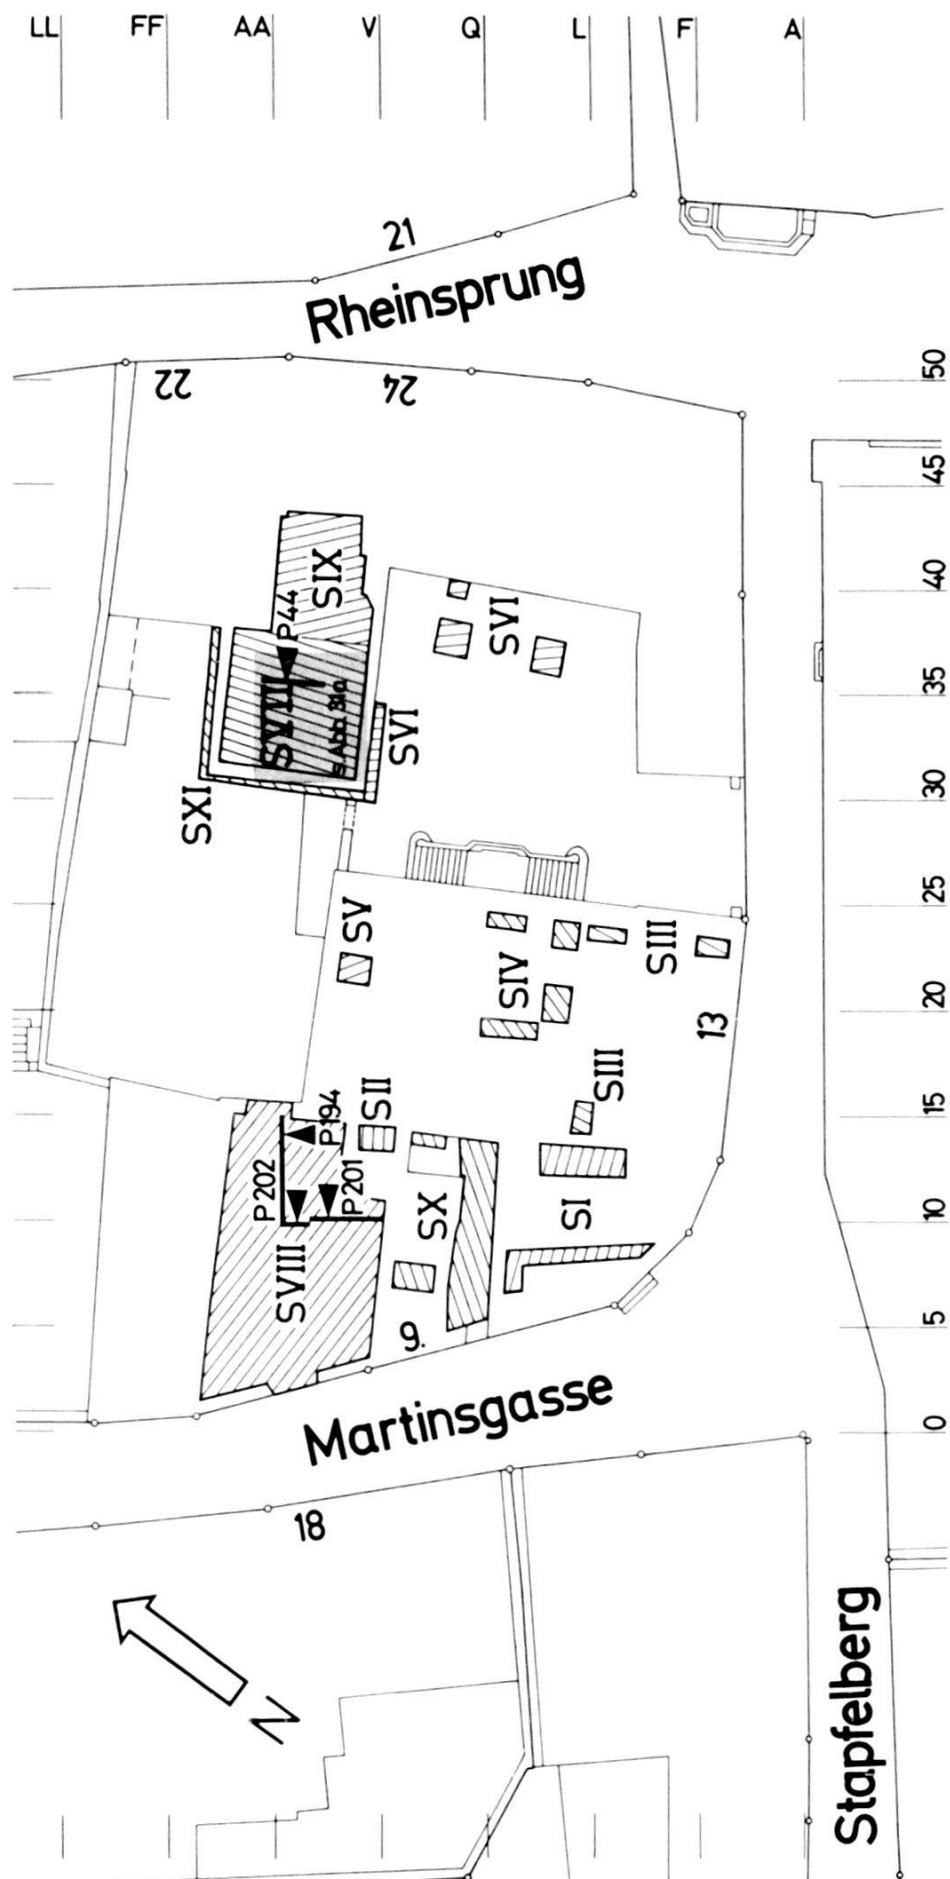 LL FF AA V Q L F A
21
Rheinsprung
22
24
50
45
SIX
40
P44
SVI
SVII
s. Abb. 31a
35
SVI
SXI
30
25
SV
SIII
SIV
20
13
SIII
SII
P194
15
P202
P201
SX
SI
10
SVIII
9.
5
Martinsgasse
0
18
N
Stapfelberg